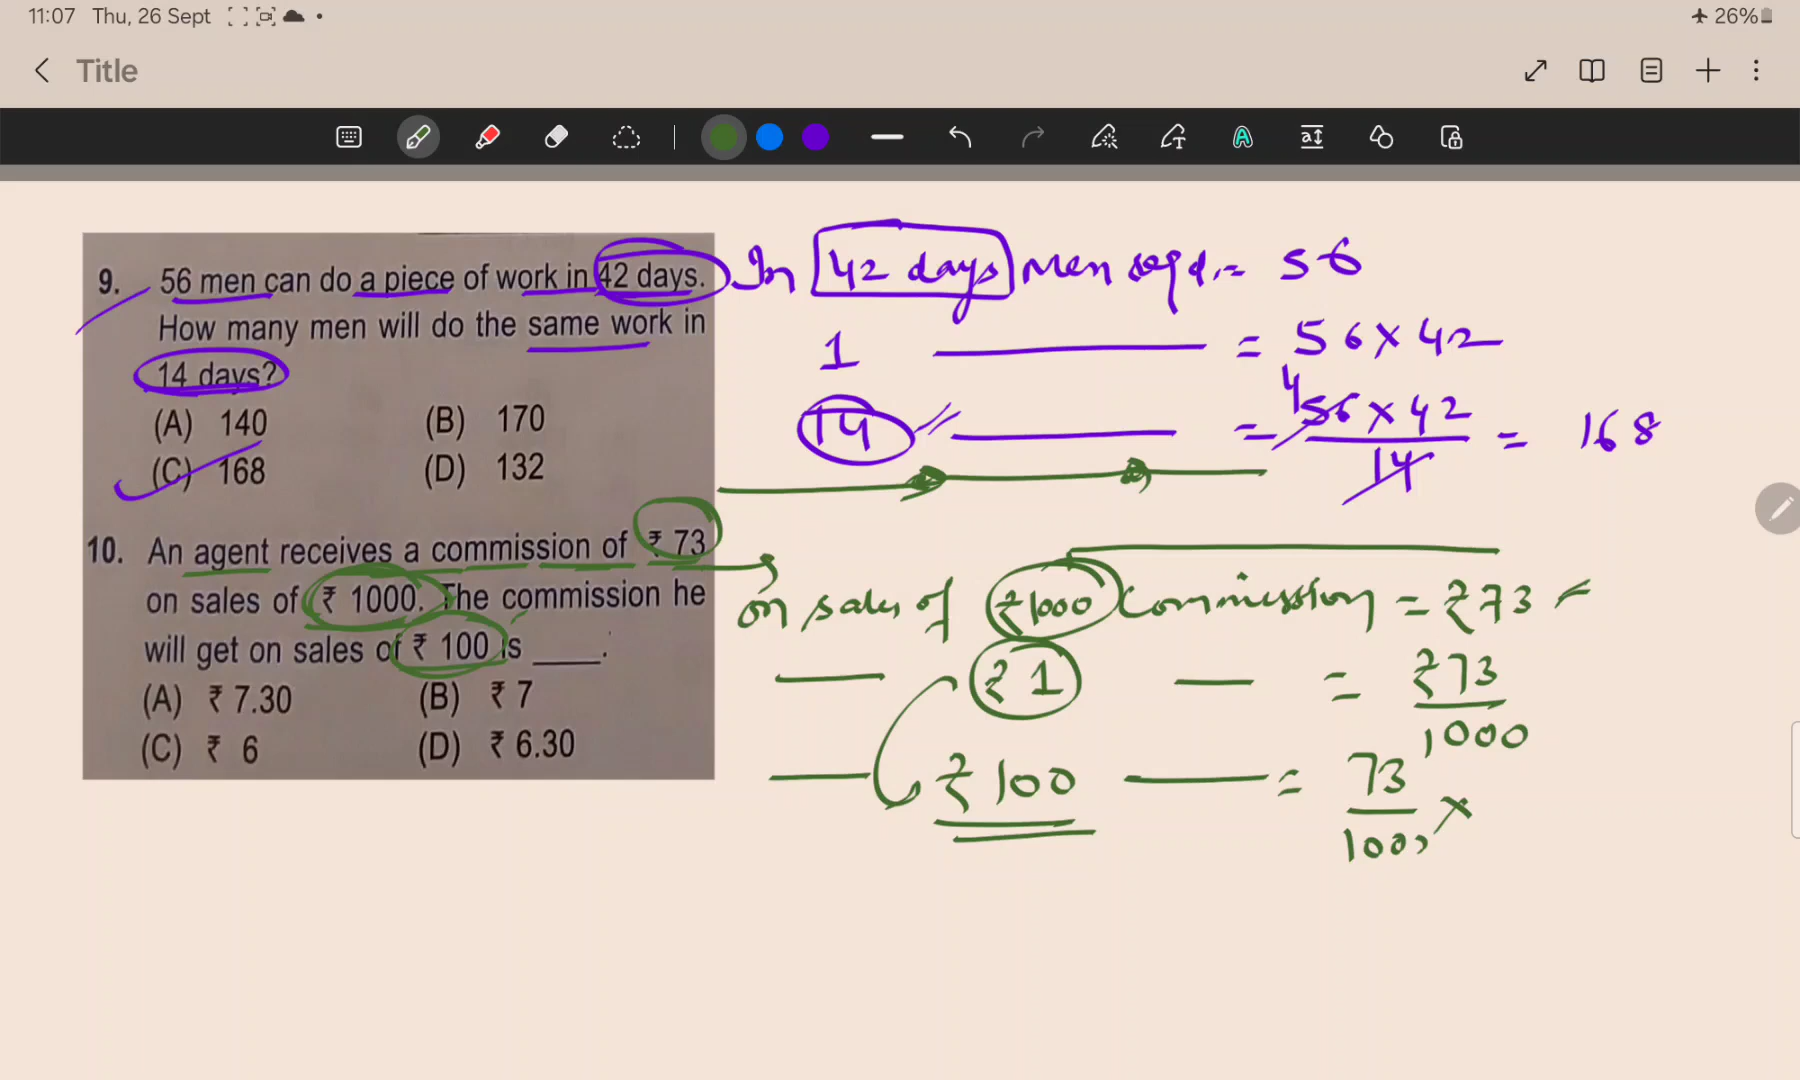 11:07 Thu, 26 Sept
26%
Title
9. 56 men can do a piece of work in 42 days.
How many men will do the same work in
14 days?
(A) 140 (B) 170
(C) 168 (D) 132
10. An agent receives a commission of ₹ 73
on sales of ₹ 1000. The commission he
will get on sales of ₹ 100 is ____.
(A) ₹ 7.30 (B) ₹ 7
(C) ₹ 6 (D) ₹ 6.30
In 42 days Men reqd. = 56
1 —— = 56 × 42
14 —— = 4 56 × 42 / 14 = 168
on sales of ₹1000 Commission = ₹73
—— ₹ 1 —— = ₹73 / 1000
—— ₹ 100 —— = 73 / 1000 ×